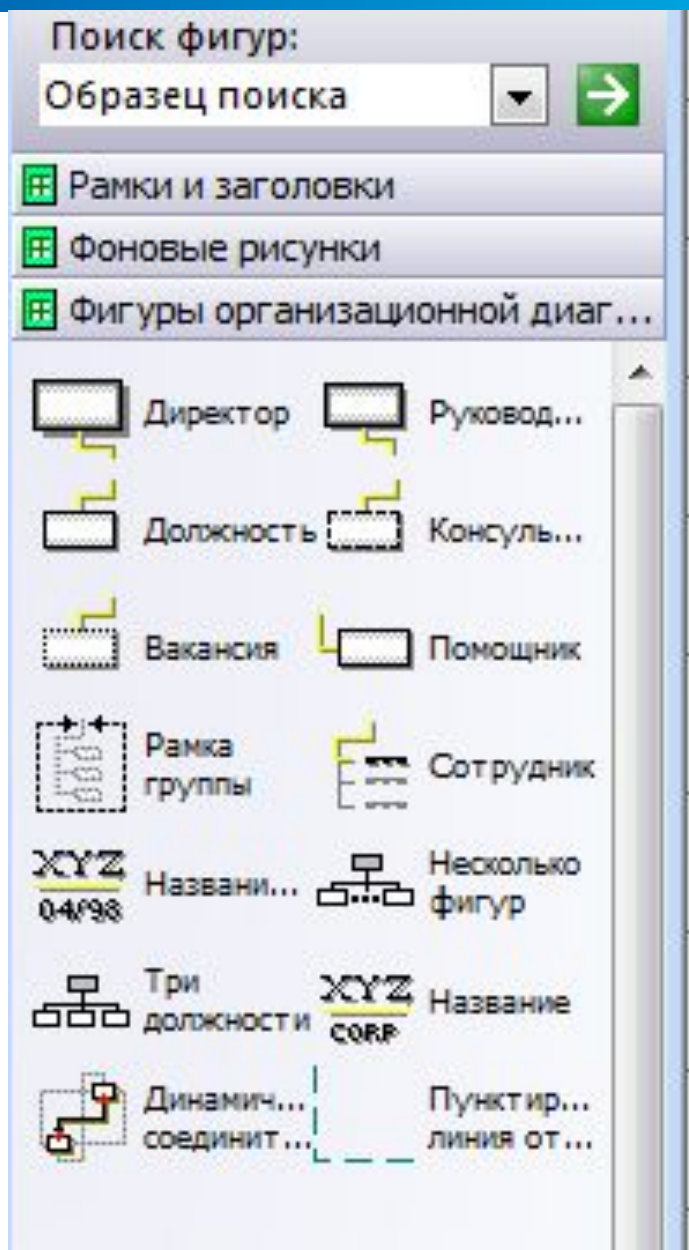 Поиск фигур:
Образец поиска
Рамки и заголовки
Фоновые рисунки
Фигуры организационной диаг...
Директор
Руковод...
Должность
Консуль...
Вакансия
Помощник
Рамка
группы
Сотрудник
XYZ
04/98
Названи...
Несколько
фигур
Три
должности
XYZ
CORP
Название
Динамич...
соединит...
Пунктир...
линия от...